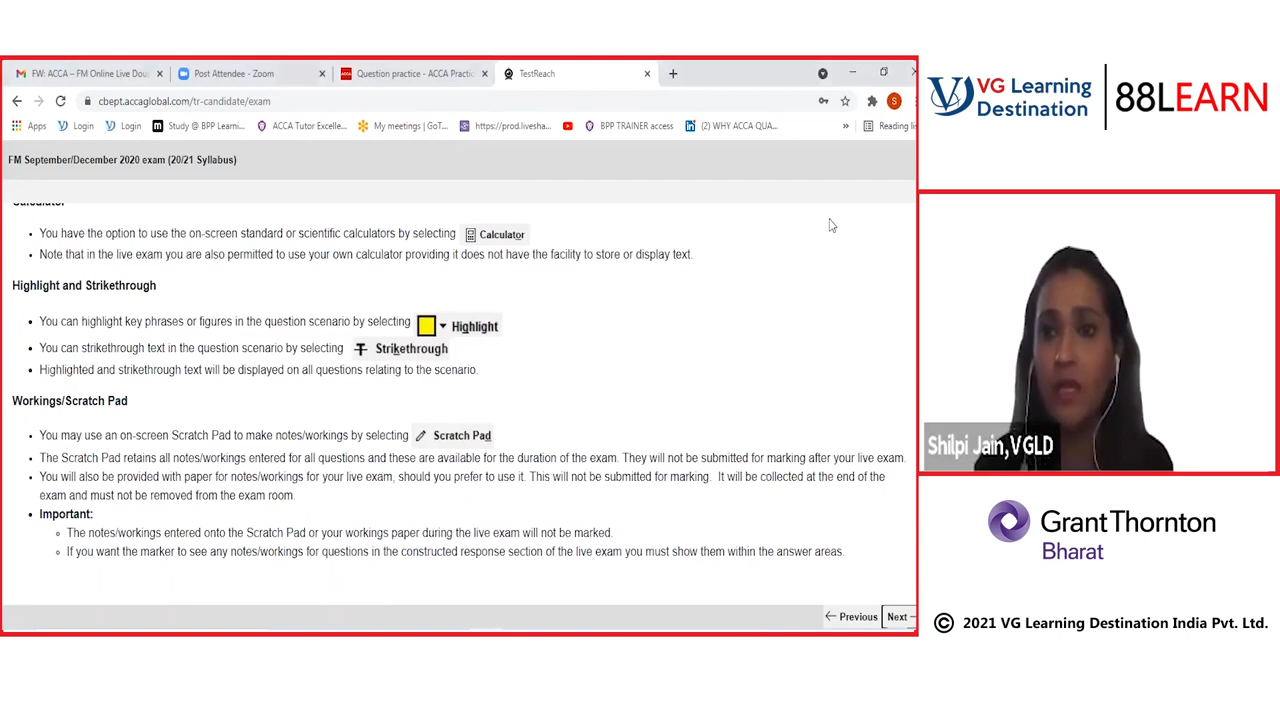 FW: ACCA – FM Online Live Dou
Post Attendee - Zoom
Question practice - ACCA Practic
TestReach
cbept.accaglobal.com/tr-candidate/exam
Apps
Login
Login
Study @ BPP Learni...
ACCA Tutor Excelle...
My meetings | GoT...
https://prod.livesha...
BPP TRAINER access
(2) WHY ACCA QUA...
»
Reading lis
FM September/December 2020 exam (20/21 Syllabus)
Calculator
• You have the option to use the on-screen standard or scientific calculators by selecting Calculator
• Note that in the live exam you are also permitted to use your own calculator providing it does not have the facility to store or display text.
Highlight and Strikethrough
• You can highlight key phrases or figures in the question scenario by selecting Highlight
• You can strikethrough text in the question scenario by selecting Strikethrough
• Highlighted and strikethrough text will be displayed on all questions relating to the scenario.
Workings/Scratch Pad
• You may use an on-screen Scratch Pad to make notes/workings by selecting Scratch Pad
• The Scratch Pad retains all notes/workings entered for all questions and these are available for the duration of the exam. They will not be submitted for marking after your live exam.
• You will also be provided with paper for notes/workings for your live exam, should you prefer to use it. This will not be submitted for marking. It will be collected at the end of the
exam and must not be removed from the exam room.
• Important:
○ The notes/workings entered onto the Scratch Pad or your workings paper during the live exam will not be marked.
○ If you want the marker to see any notes/workings for questions in the constructed response section of the live exam you must show them within the answer areas.
Previous
Next
VG Learning
Destination
88LEARN
Shilpi Jain, VGLD
Grant Thornton
Bharat
© 2021 VG Learning Destination India Pvt. Ltd.